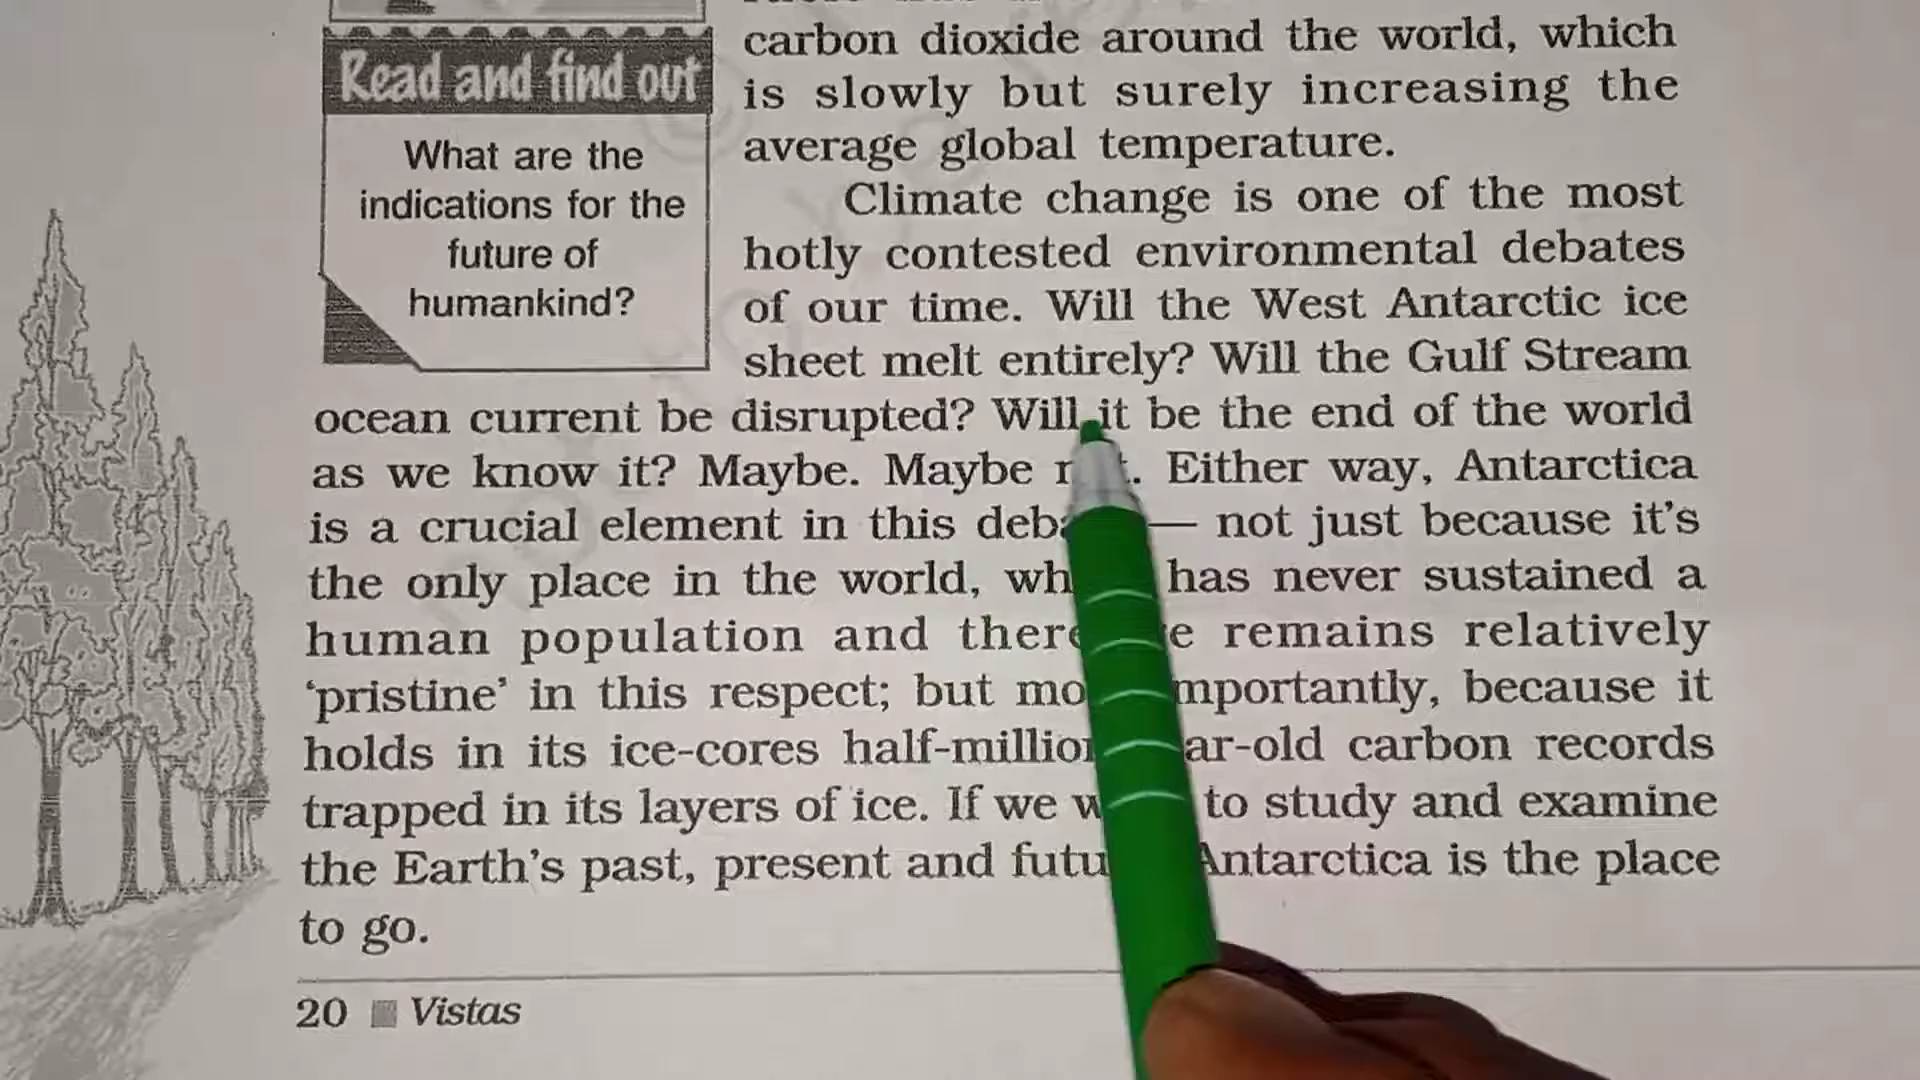 Read and find out
What are the
indications for the
future of
humankind?
carbon dioxide around the world, which
is slowly but surely increasing the
average global temperature.
Climate change is one of the most
hotly contested environmental debates
of our time. Will the West Antarctic ice
sheet melt entirely? Will the Gulf Stream
ocean current be disrupted? Will it be the end of the world
as we know it? Maybe. Maybe Either way, Antarctica
is a crucial element in this — not just because it's
the only place in the world, has never sustained a
human population and remains relatively
‘pristine’ in this respect; but because it
holds in its ice-cores carbon records
trapped in its layers of ice. If we to study and examine
the Earth's past, present and Antarctica is the place
to go.
20 Vistas